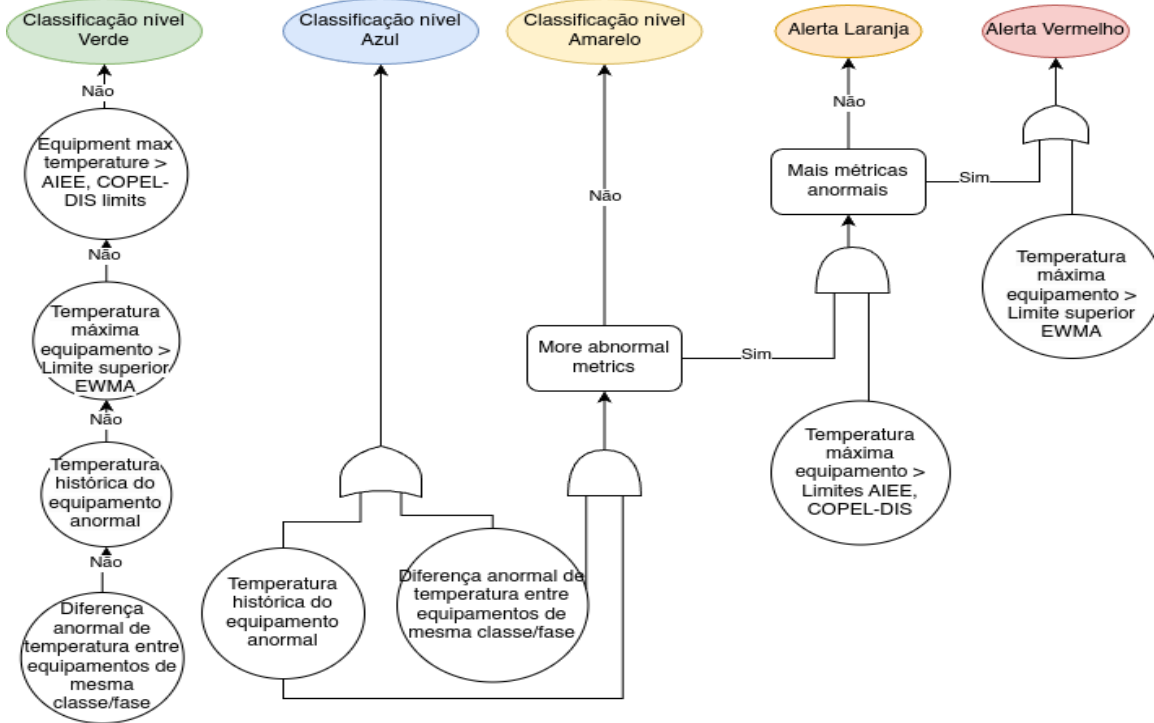 Classificação nível
Verde
Classificação nível
Azul
Classificação nível
Amarelo
Alerta Laranja
Alerta Vermelho
Não
Equipment max
temperature >
AIEE, COPEL-
DIS limits
Não
Temperatura
máxima
equipamento >
Limite superior
EWMA
Não
Temperatura
histórica do
equipamento
anormal
Não
Diferença
anormal de
temperatura entre
equipamentos de
mesma
classe/fase
Temperatura
histórica do
equipamento
anormal
Diferença anormal de
temperatura entre
equipamentos de
mesma classe/fase
Não
More abnormal
metrics
Sim
Não
Mais métricas
anormais
Sim
Temperatura
máxima
equipamento >
Limites AIEE,
COPEL-DIS
Temperatura
máxima
equipamento >
Limite superior
EWMA